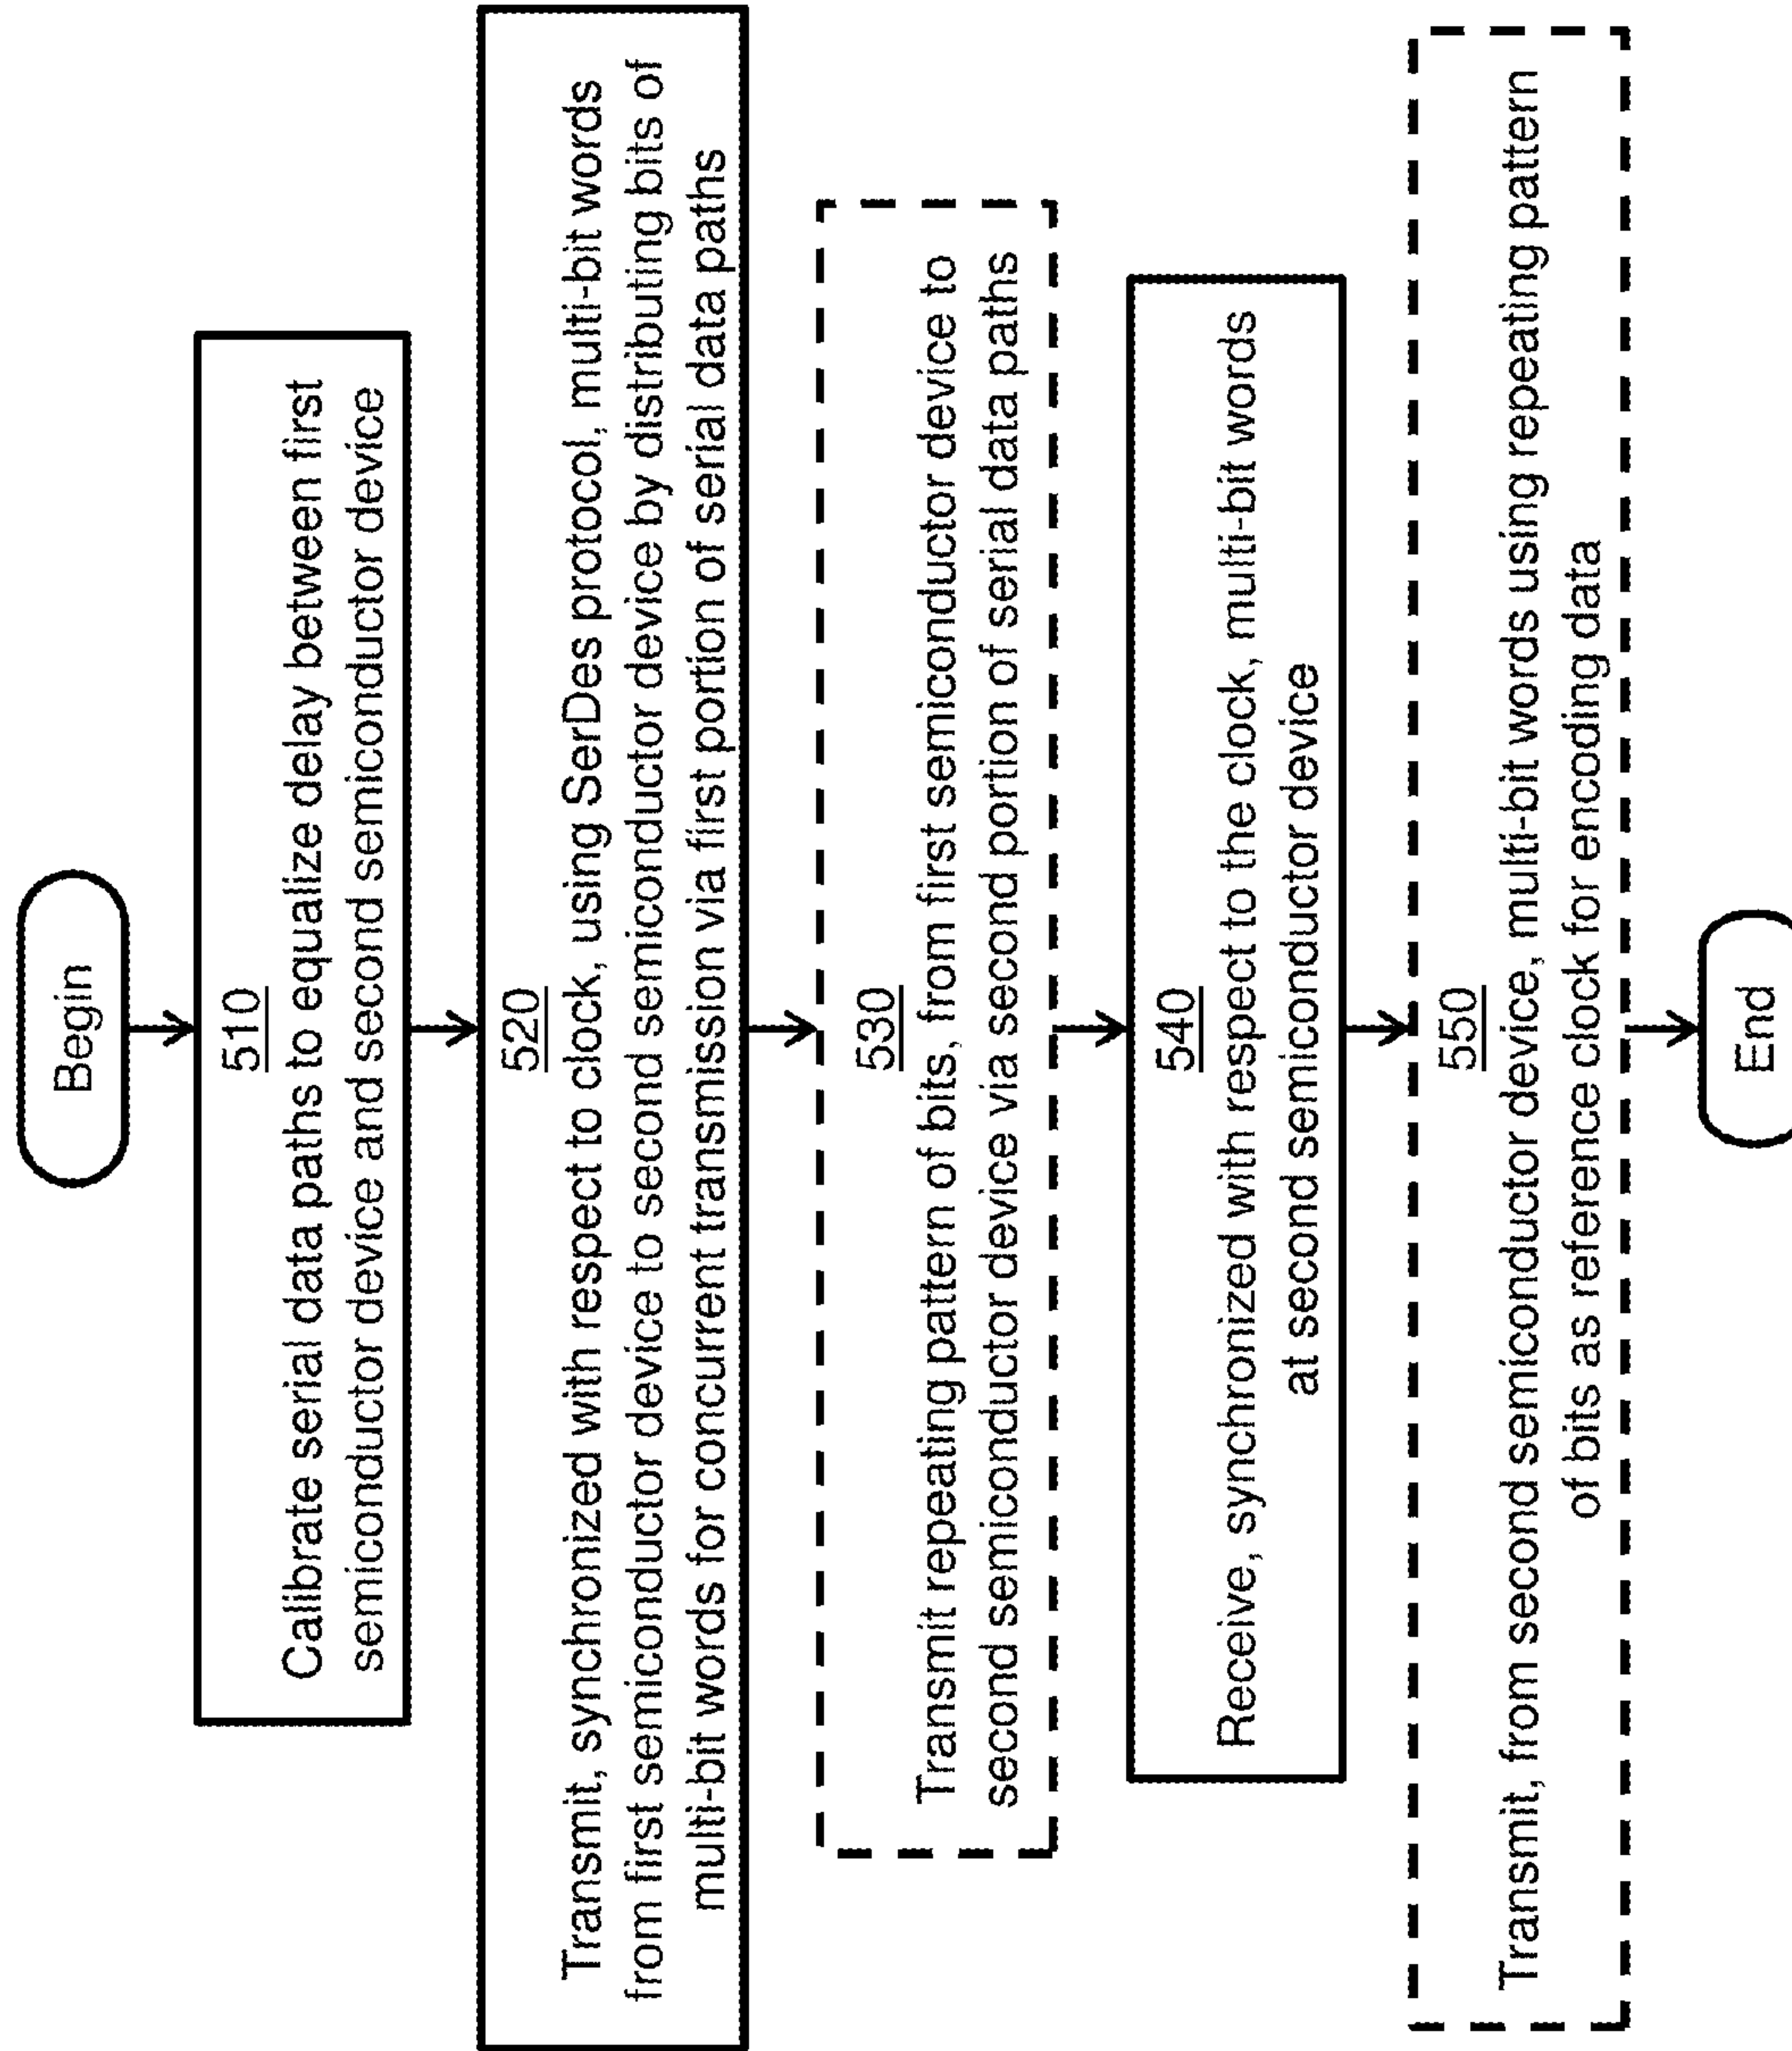 Begin
510
Calibrate serial data paths to equalize delay between first
semiconductor device and second semiconductor device
520
Transmit, synchronized with respect to clock, using SerDes protocol, multi-bit words
from first semiconductor device to second semiconductor device by distributing bits of
multi-bit words for concurrent transmission via first portion of serial data paths
530
Transmit repeating pattern of bits, from first semiconductor device to
second semiconductor device via second portion of serial data paths
540
Receive, synchronized with respect to the clock, multi-bit words
at second semiconductor device
550
Transmit, from second semiconductor device, multi-bit words using repeating pattern
of bits as reference clock for encoding data
End